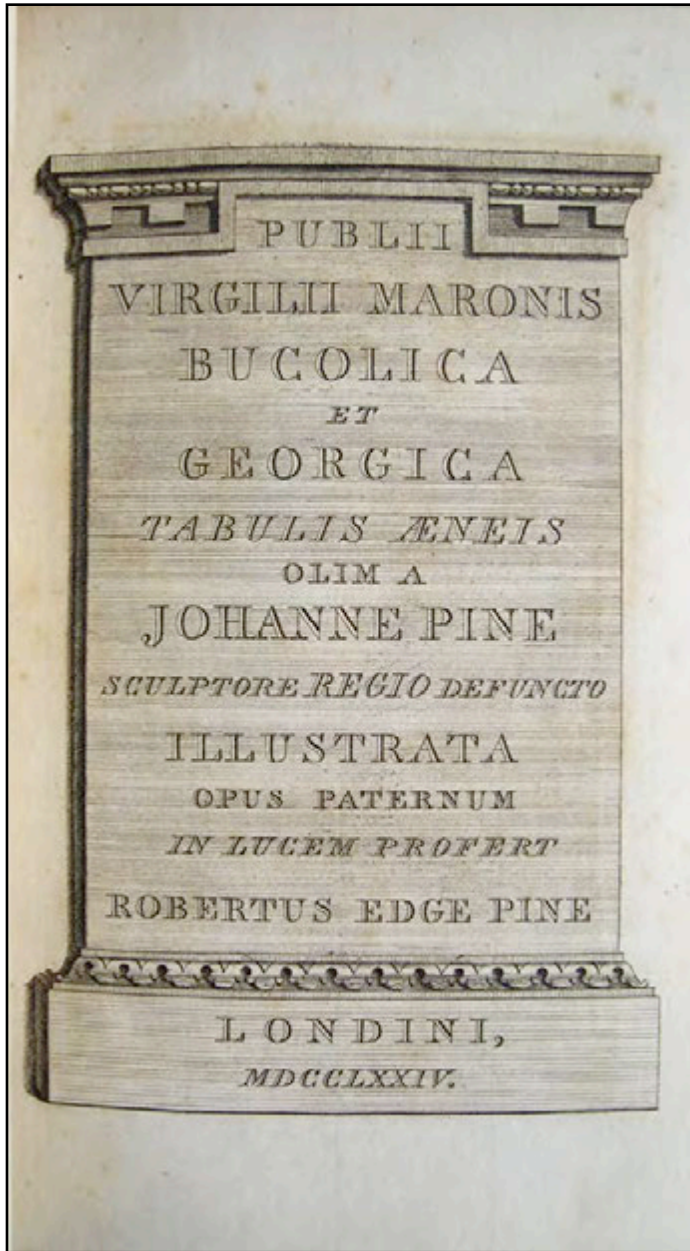 PUBLII
VIRGILII MARONIS
BUCOLICA
ET
GEORGICA
TABULIS ÆNEIS
OLIM A
JOHANNE PINE
SCULPTORE REGIO DEFUNCTO
ILLUSTRATA
OPUS PATERNUM
IN LUCEM PROFERT
ROBERTUS EDGE PINE
LONDINI,
MDCCLXXIV.